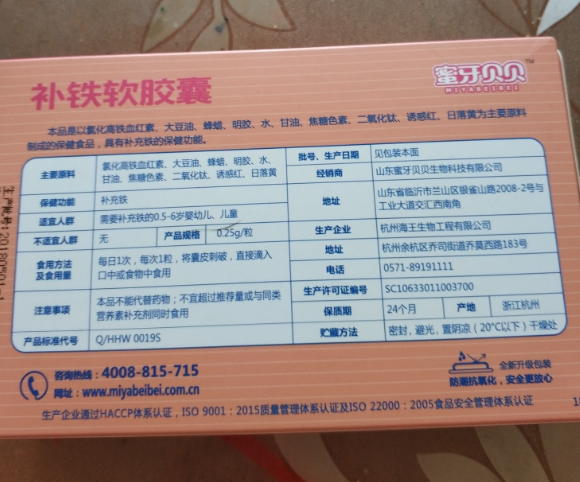 蜜牙贝贝™
MIYABEIBEI
补铁软胶囊
本品是以氯化高铁血红素、大豆油、蜂蜡、明胶、水、甘油、焦糖色素、二氧化钛、诱惑红、日落黄为主要原料
制成的保健食品，具有补充铁的保健功能。
主要原料 氯化高铁血红素、大豆油、蜂蜡、明胶、水、
甘油、焦糖色素、二氧化钛、诱惑红、日落黄
保健功能 补充铁
适宜人群 需要补充铁的0.5-6岁婴幼儿、儿童
不适宜人群 无 产品规格 0.25g/粒
食用方法
及食用量
每日1次，每次1粒，将囊皮刺破，直接滴入
口中或食物中食用
注意事项 本品不能代替药物；不宜超过推荐量或与同类
营养素补充剂同时食用
产品标准代号 Q/HHW 0019S
批号、生产日期 见包装本面
经销商 山东蜜牙贝贝生物科技有限公司
地址 山东省临沂市兰山区银雀山路2008-2号与
工业大道交汇西南角
生产企业 杭州海王生物工程有限公司
地址 杭州余杭区乔司街道乔莫西路183号
电话 0571-89191111
生产许可证编号 SC10633011003700
保质期 24个月 产地 浙江杭州
贮藏方法 密封，避光，置阴凉（20°C以下）干燥处
咨询热线：4008-815-715
网址：www.miyabeibei.com.cn
全新升级包装
防潮抗氧化，安全更放心
生产企业通过HACCP体系认证，ISO 9001：2015质量管理体系认证及ISO 22000：2005食品安全管理体系认证